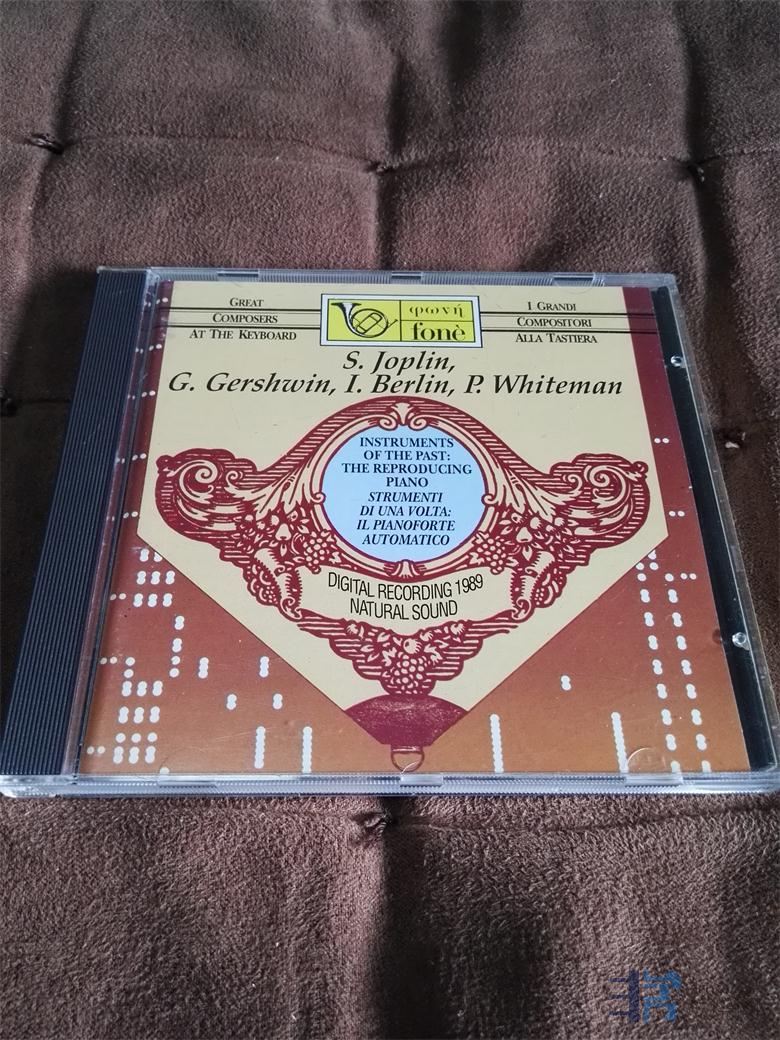 GREAT
COMPOSERS
AT THE KEYBOARD
φωνή
fonè
I GRANDI
COMPOSITORI
ALLA TASTIERA
S. Joplin,
G. Gershwin, I. Berlin, P. Whiteman
INSTRUMENTS
OF THE PAST:
THE REPRODUCING
PIANO
STRUMENTI
DI UNA VOLTA:
IL PIANOFORTE
AUTOMATICO
DIGITAL RECORDING 1989
NATURAL SOUND